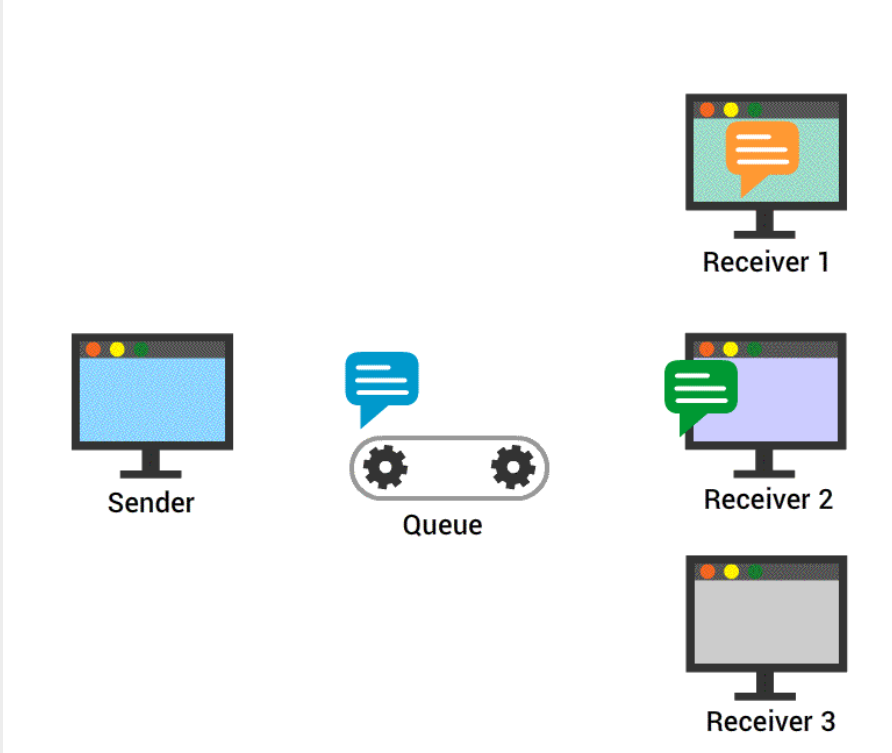 Receiver 1
Sender
Queue
Receiver 2
Receiver 3